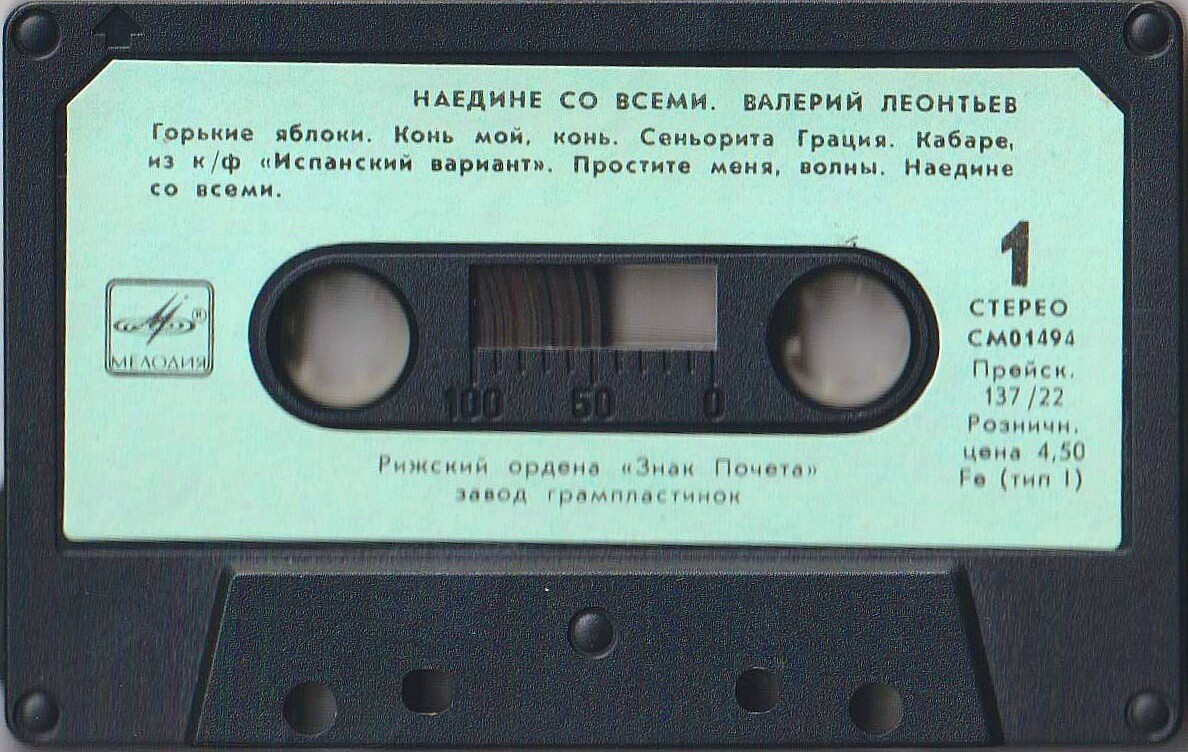 НАЕДИНЕ СО ВСЕМИ. ВАЛЕРИЙ ЛЕОНТЬЕВ
Горькие яблоки. Конь мой, конь. Сеньорита Грация. Кабаре,
из к/ф «Испанский вариант». Простите меня, волны. Наедине
со всеми.
1
СТЕРЕО
СМ01494
Прейск.
137/22
Розничн.
цена 4,50
Fe (тип I)
® 
МЕЛОДИЯ
100 50 0
Рижский ордена «Знак Почета»
завод грампластинок